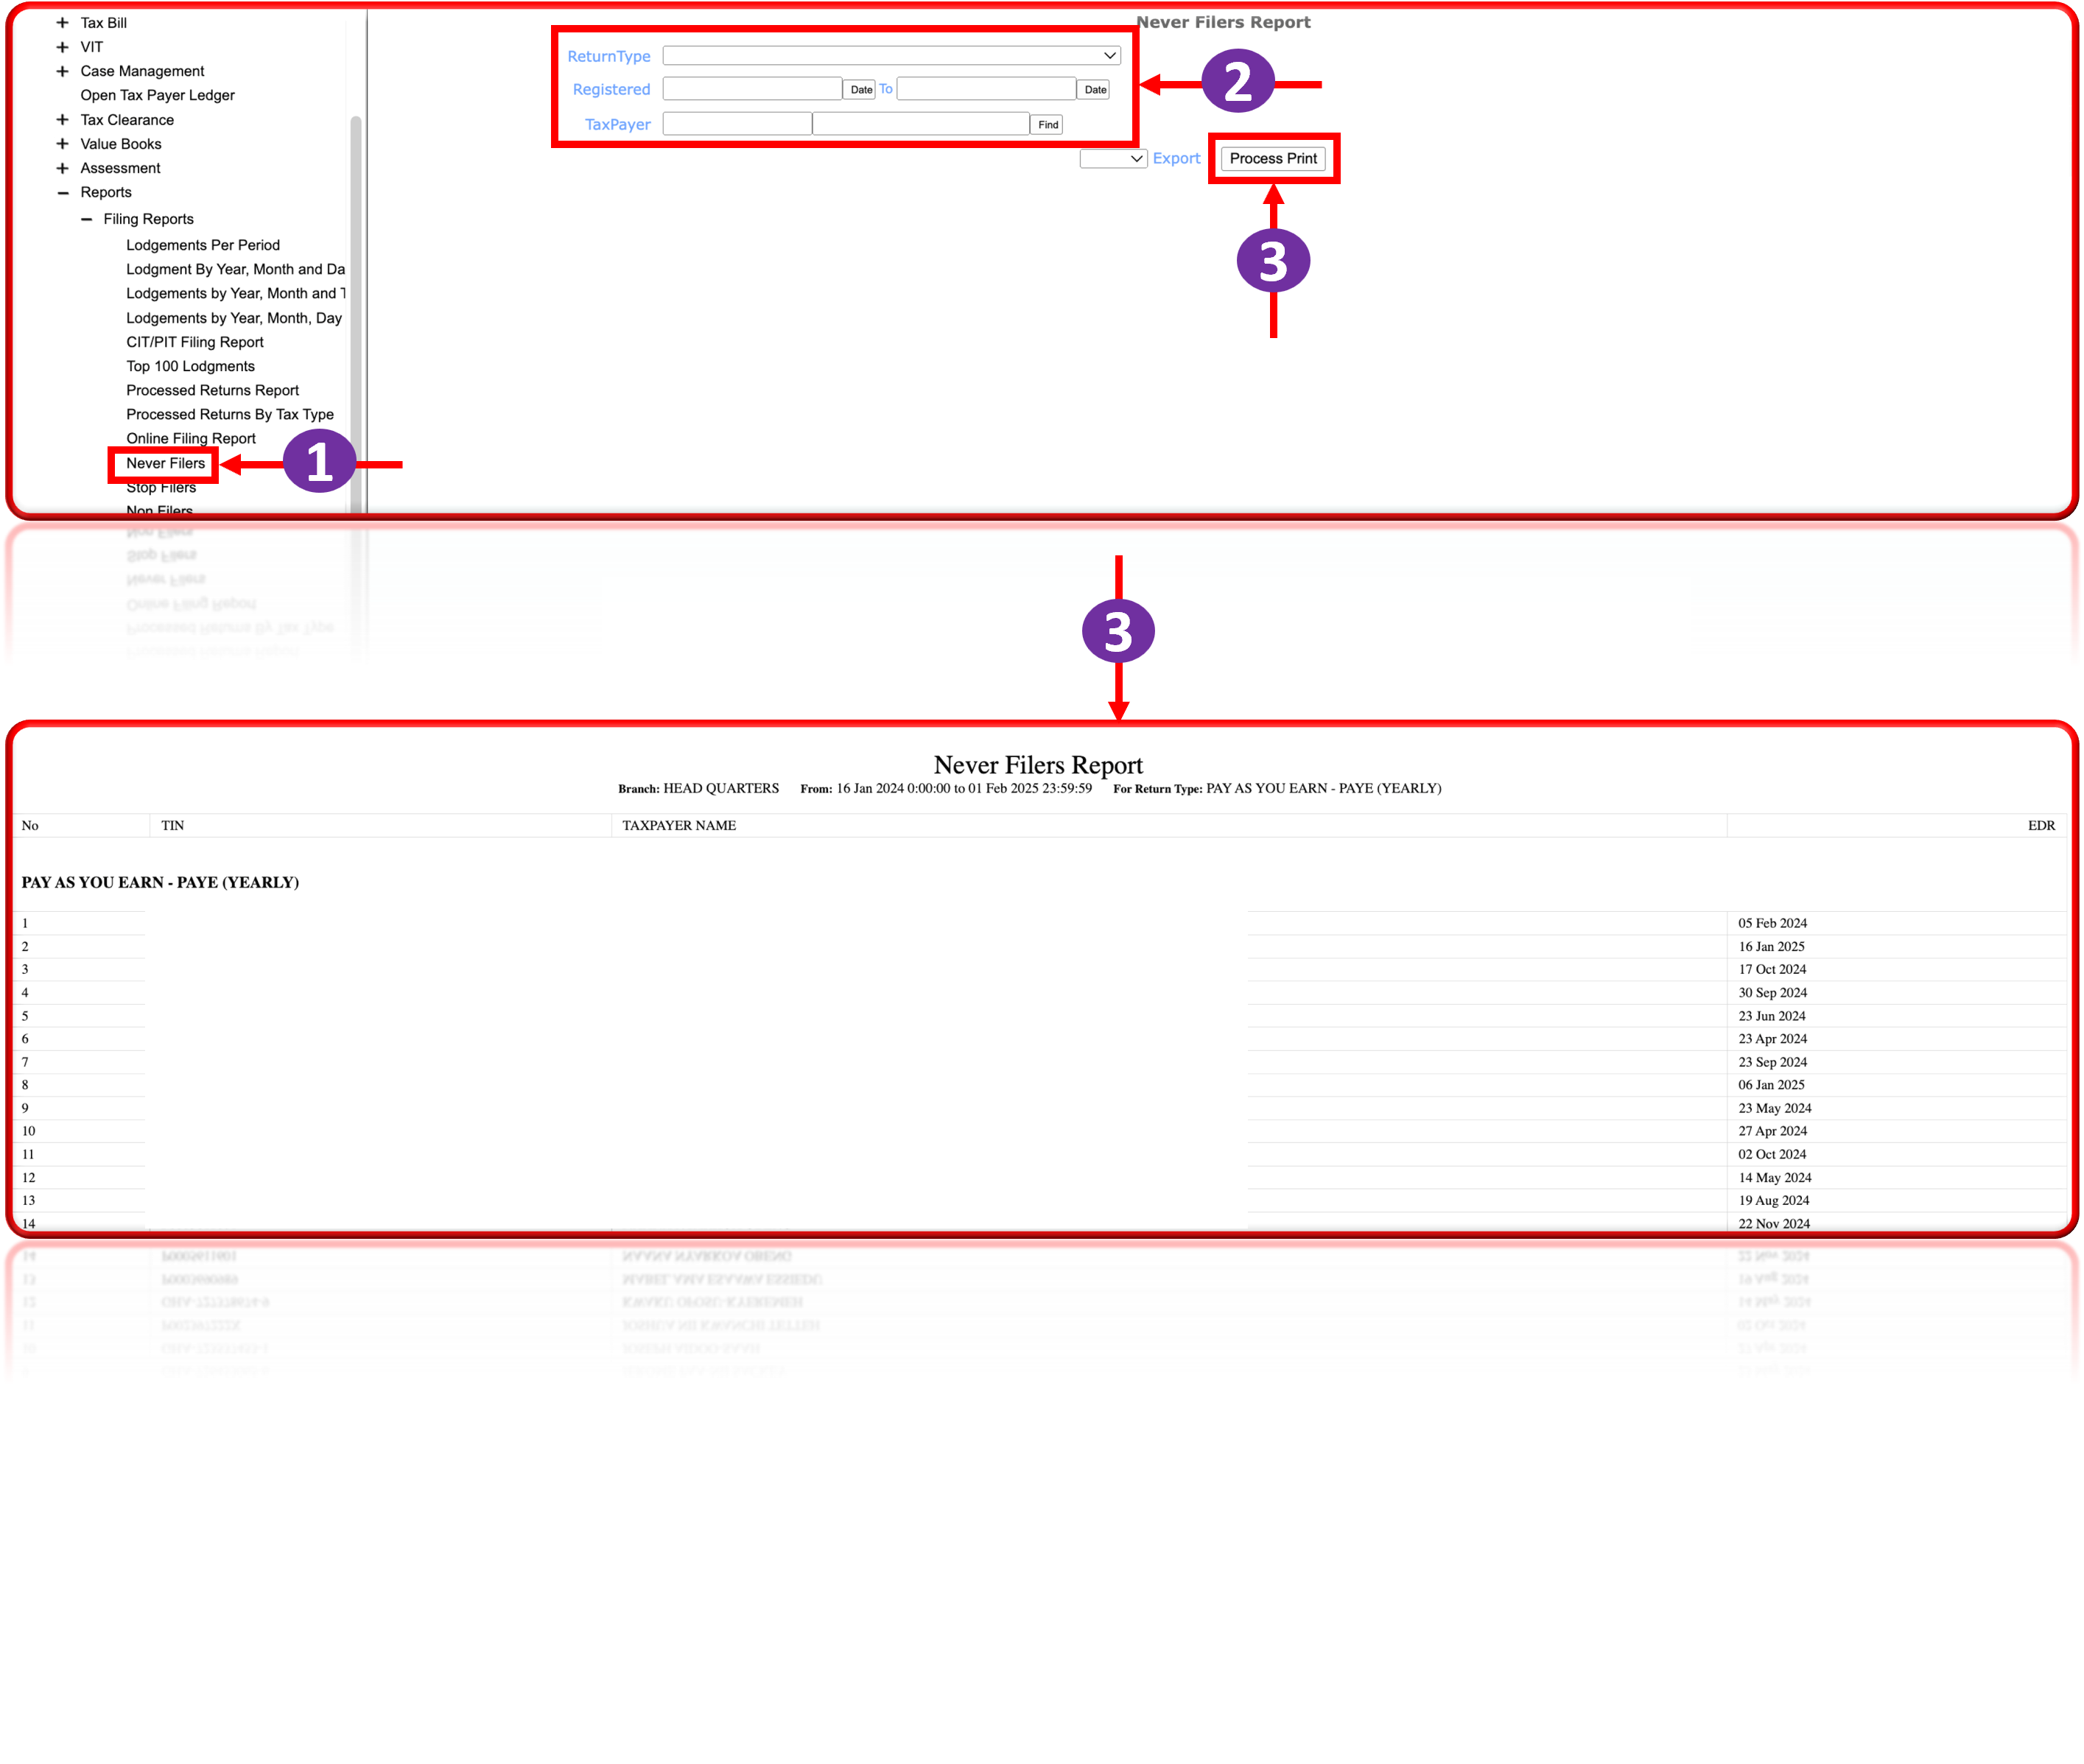 Tax Bill
VIT
Case Management
Open Tax Payer Ledger
Tax Clearance
Value Books
Assessment
Reports
Filing Reports
Lodgements Per Period
Lodgment By Year, Month and Da
Lodgements by Year, Month and T
Lodgements by Year, Month, Day
CIT/PIT Filing Report
Top 100 Lodgments
Processed Returns Report
Processed Returns By Tax Type
Online Filing Report
Never Filers
Stop Filers
Non Filers
1
Never Filers Report
ReturnType
Registered Date To Date
TaxPayer Find
2
Export Process Print
3
3
Never Filers Report
Branch: HEAD QUARTERS From: 16 Jan 2024 0:00:00 to 01 Feb 2025 23:59:59 For Return Type: PAY AS YOU EARN - PAYE (YEARLY)
No TIN TAXPAYER NAME EDR
PAY AS YOU EARN - PAYE (YEARLY)
1 05 Feb 2024
2 16 Jan 2025
3 17 Oct 2024
4 30 Sep 2024
5 23 Jun 2024
6 23 Apr 2024
7 23 Sep 2024
8 06 Jan 2025
9 23 May 2024
10 27 Apr 2024
11 02 Oct 2024
12 14 May 2024
13 19 Aug 2024
14 22 Nov 2024